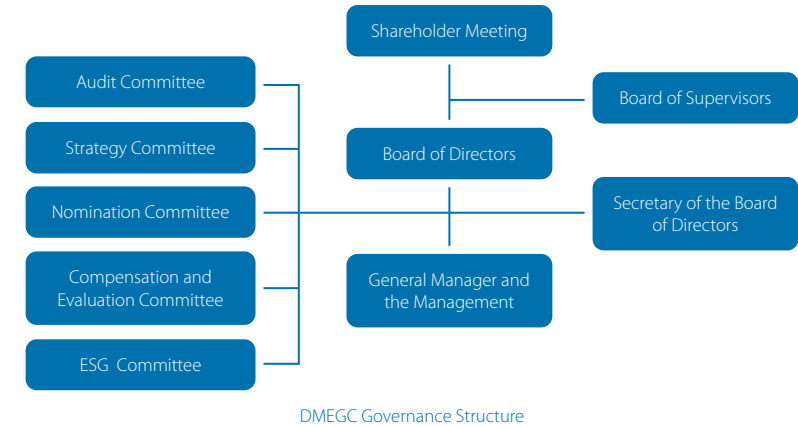 Shareholder Meeting
Audit Committee
Board of Supervisors
Strategy Committee
Board of Directors
Nomination Committee
Secretary of the Board
of Directors
Compensation and
Evaluation Committee
General Manager and
the Management
ESG Committee
DMEGC Governance Structure